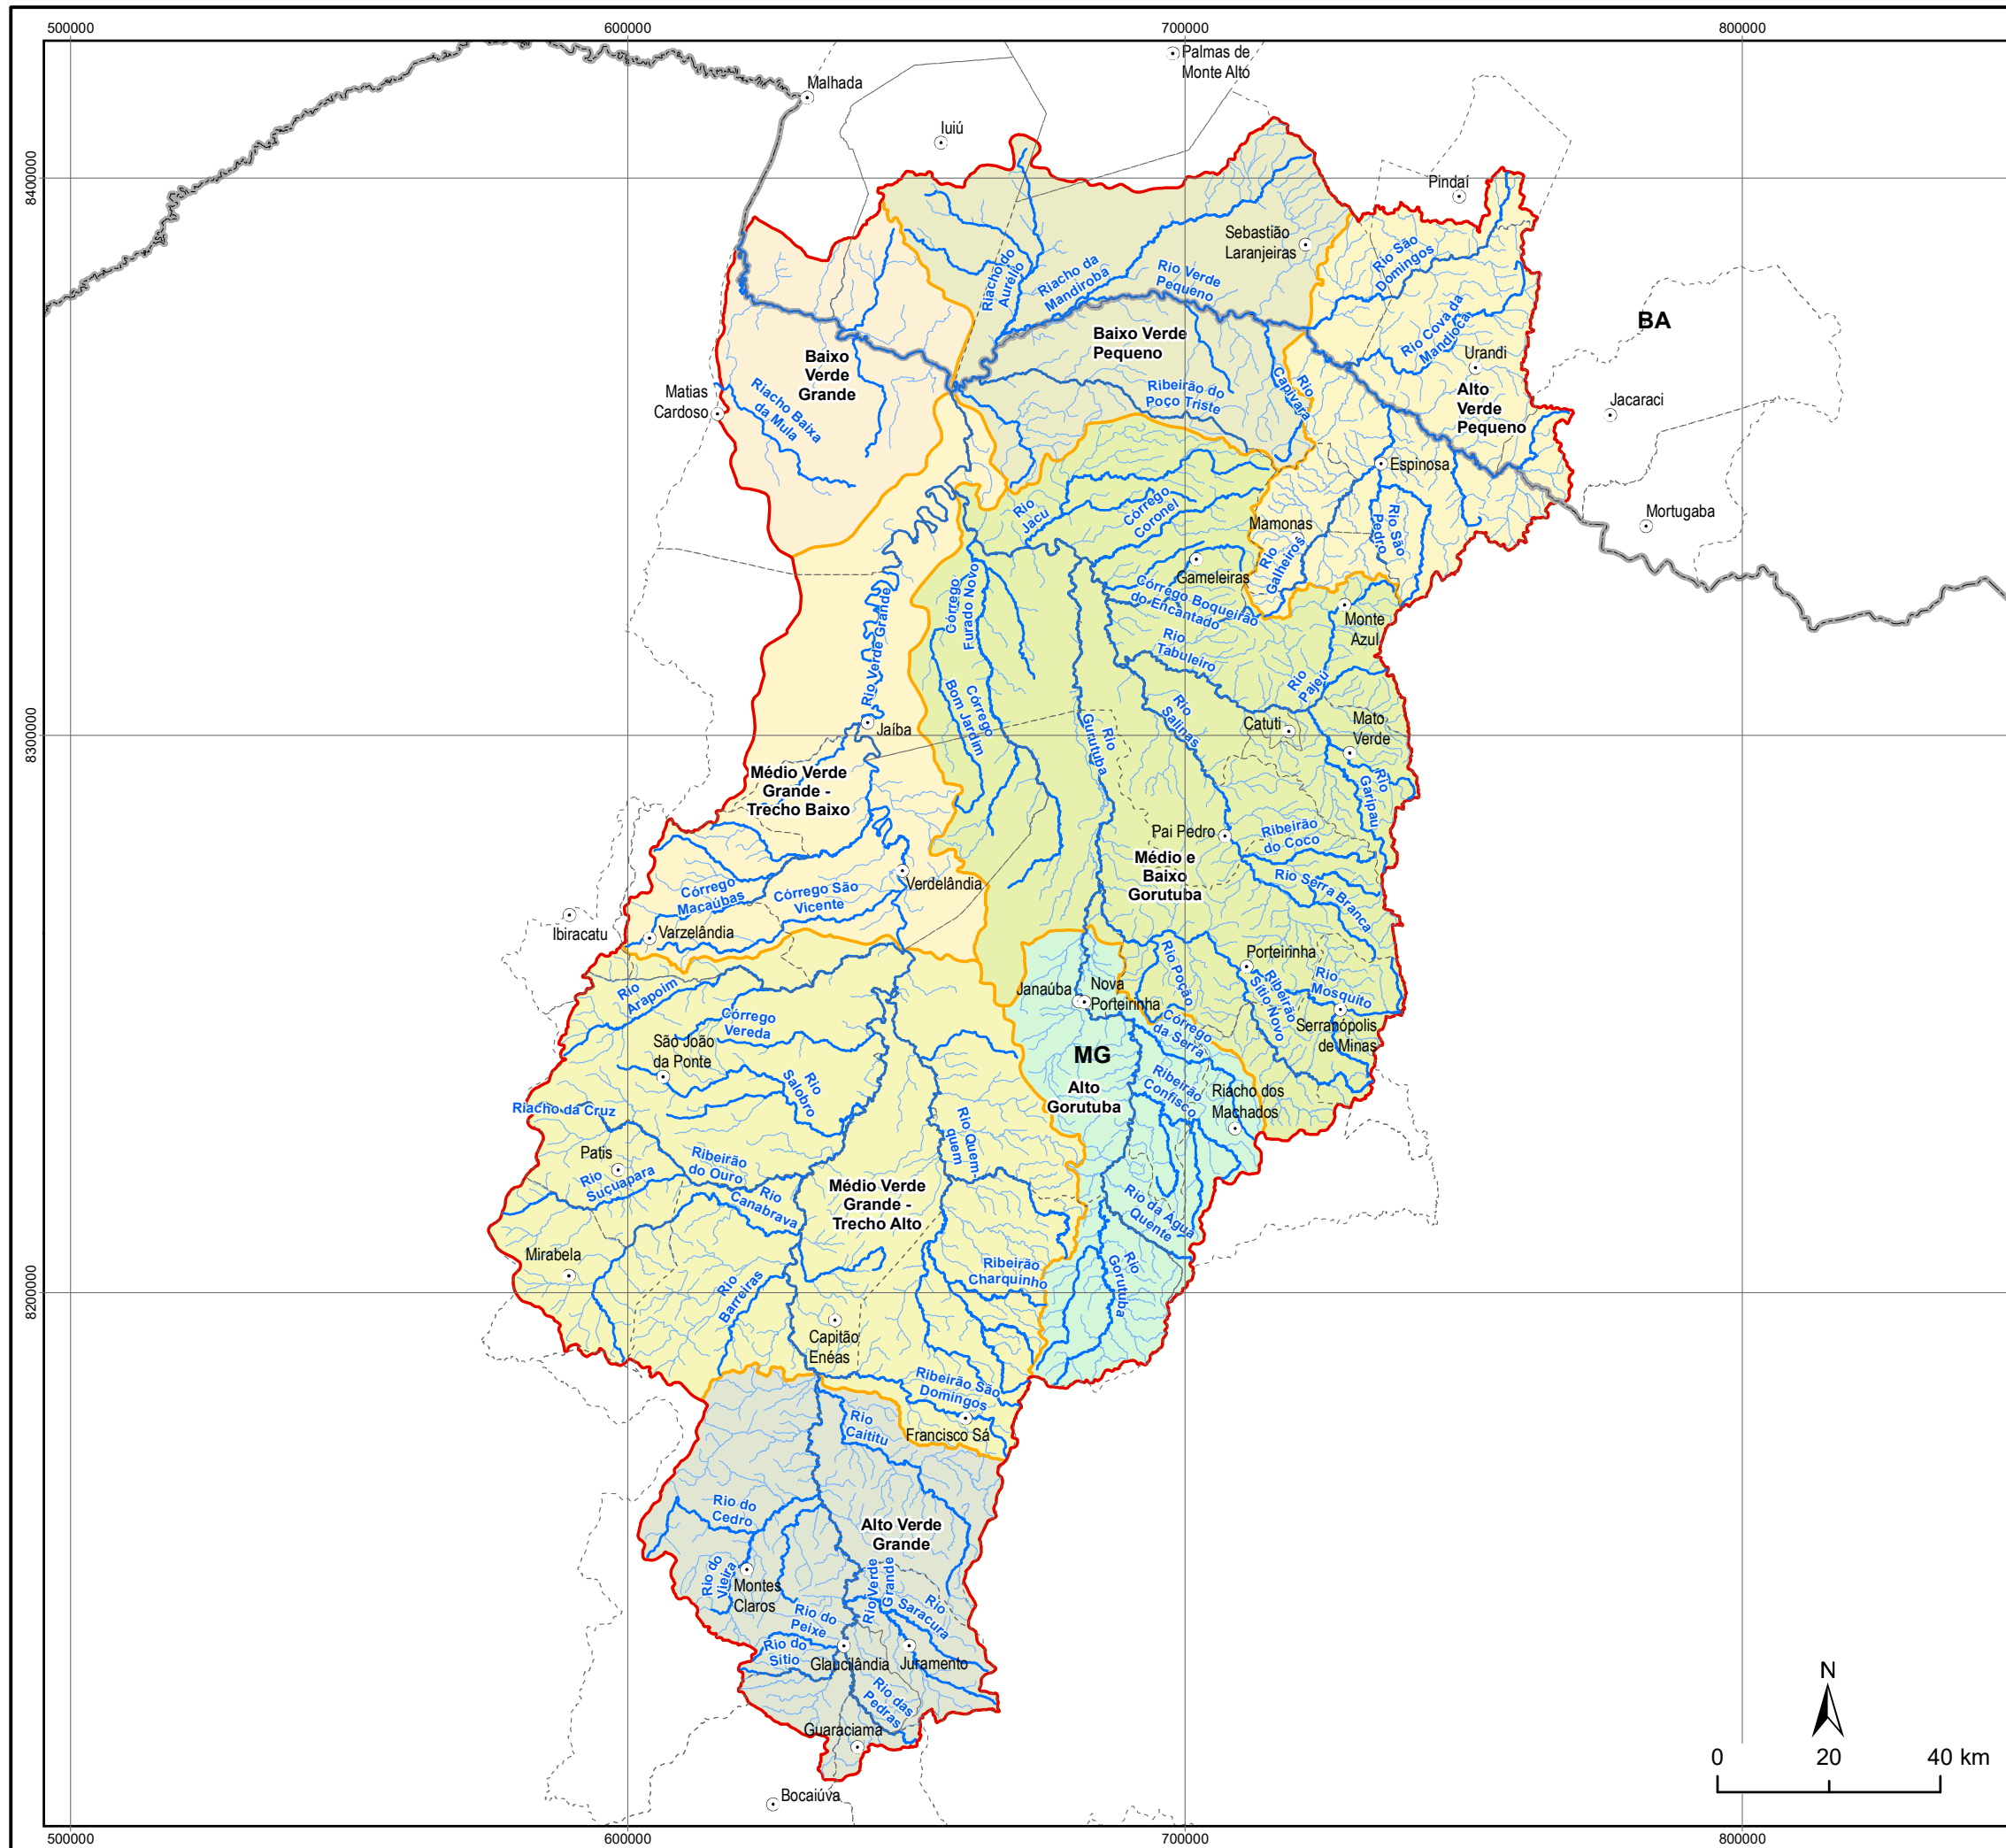 500000
600000
700000
800000
Palmas de
Monte Alto
Malhada
Iuiú
8400000
Pindaí
Sebastião
Laranjeiras
Rio São
Domingos
Riacho do
Aurélio
Riacho da
Mandiroba
Rio Verde
Pequeno
BA
Baixo Verde
Pequeno
Rio Cova da
Mandioca
Urandi
Baixo
Verde
Grande
Matias
Cardoso
Riacho Baixa
da Mula
Ribeirão do
Poço Triste
Rio
Capivara
Alto
Verde
Pequeno
Jacaraci
Espinosa
Rio
Jacu
Córrego
Coronel
Mamonas
Rio São
Pedro
Mortugaba
Rio
Galheiros
Gameleiras
Córrego
Furado Novo
Córrego Boqueirão
do Encantado
Monte
Azul
Rio Verde Grande
Rio
Tabuleiro
Rio
Pajeú
Córrego
Bom Jardim
Rio
Salinas
Rio
Gurutuba
Catuti
Mato
Verde
Jaíba
8300000
Médio Verde
Grande -
Trecho Baixo
Rio
Garipau
Pai Pedro
Ribeirão
do Coco
Médio e
Baixo
Gorutuba
Rio Serra Branca
Córrego
Macaúbas
Córrego São
Vicente
Verdelândia
Ibiracatu
Varzelândia
Porteirinha
Rio Poção
Rio
Arapoim
Janaúba
Nova
Porteirinha
Ribeirão
Sítio Novo
Rio
Mosquito
Serranópolis
de Minas
Córrego
Vereda
São João
da Ponte
Córrego
da Serra
MG
Alto
Gorutuba
Rio
Salobro
Ribeirão
Confisco
Riacho dos
Machados
Riacho da Cruz
Rio Quem-
quem
Patis
Rio
Suçuapara
Ribeirão
do Ouro
Rio
Canabrava
Médio Verde
Grande -
Trecho Alto
Rio da Água
Quente
Mirabela
Ribeirão
Charquinho
Rio
Gorutuba
Rio
Barreiras
8200000
Capitão
Enéas
Ribeirão São
Domingos
Francisco Sá
Rio
Caititu
Rio do
Cedro
Alto Verde
Grande
Rio do
Vieira
Montes
Claros
Rio Verde
Grande
Rio
Saracura
Rio do
Peixe
Rio do
Sítio
Glaucilândia
Juramento
Rio das
Pedras
Guaraciama
Bocaiúva
N
0
20
40 km
500000
600000
700000
800000